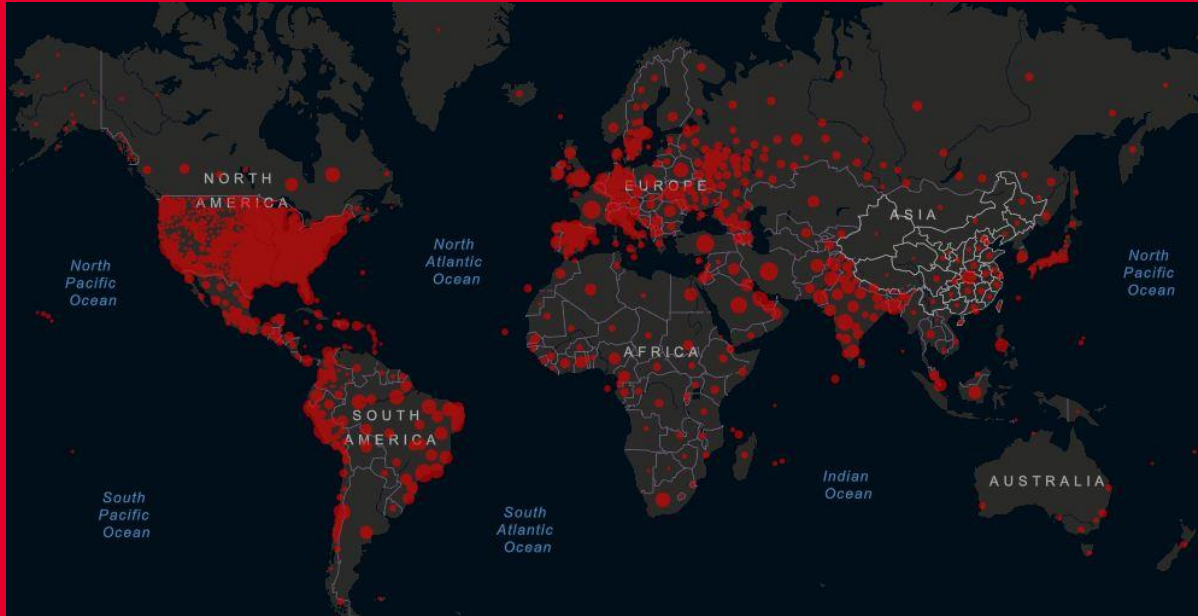 NORTH
AMERICA
EUROPE
ASIA
North
Pacific
Ocean
North
Atlantic
Ocean
North
Pacific
Ocean
AFRICA
SOUTH
AMERICA
Indian
Ocean
AUSTRALIA
South
Pacific
Ocean
South
Atlantic
Ocean